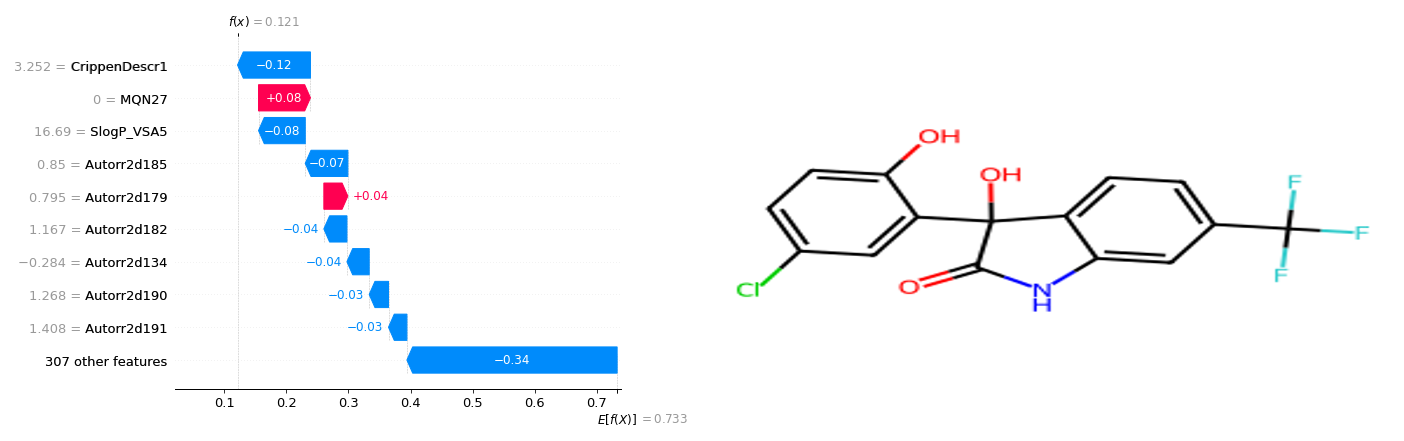 f(x) = 0.121
3.252 = CrippenDescr1
−0.12
0 = MQN27
+0.08
16.69 = SlogP_VSA5
−0.08
0.85 = Autorr2d185
−0.07
0.795 = Autorr2d179
+0.04
1.167 = Autorr2d182
−0.04
−0.284 = Autorr2d134
−0.04
1.268 = Autorr2d190
−0.03
1.408 = Autorr2d191
−0.03
307 other features
−0.34
0.1 0.2 0.3 0.4 0.5 0.6 0.7
E[f(X)] = 0.733
OH
OH
F
F
F
Cl
O
N
H